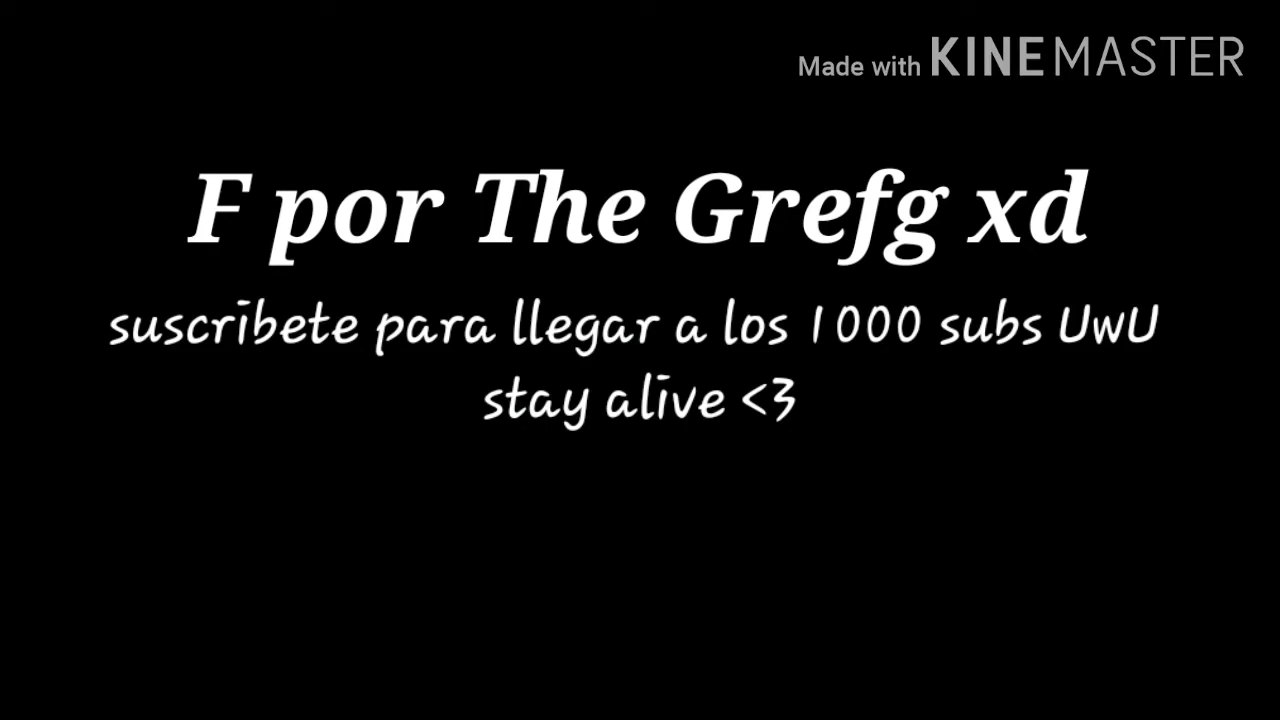 Made with KINEMASTER
F por The Grefg xd
suscribete para llegar a los 1000 subs UwU
stay alive <3